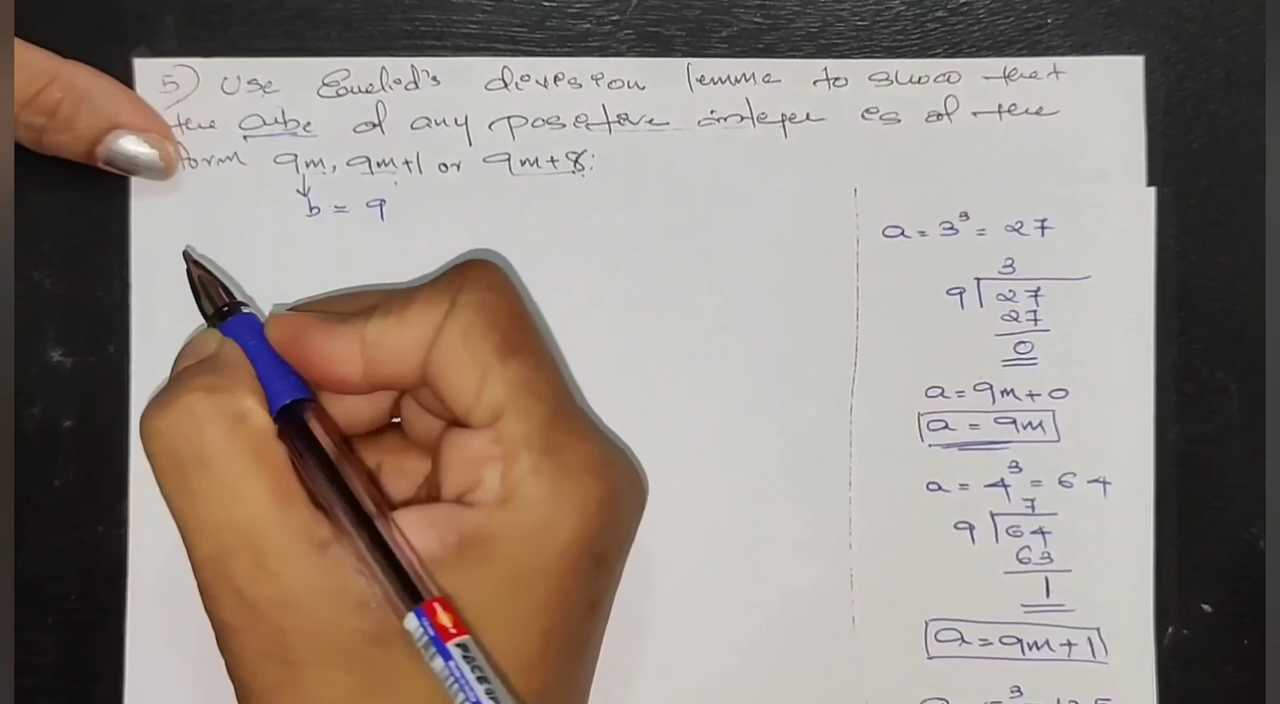 5) Use Euclid's division lemma to show that
the cube of any positive integer is of the
form 9m, 9m+1 or 9m+8.
b = 9
a = 3³ = 27
3
9 27
27
0
a = 9m + 0
a = 9m
a = 4³ = 64
7
9 64
63
1
a = 9m + 1
PACE